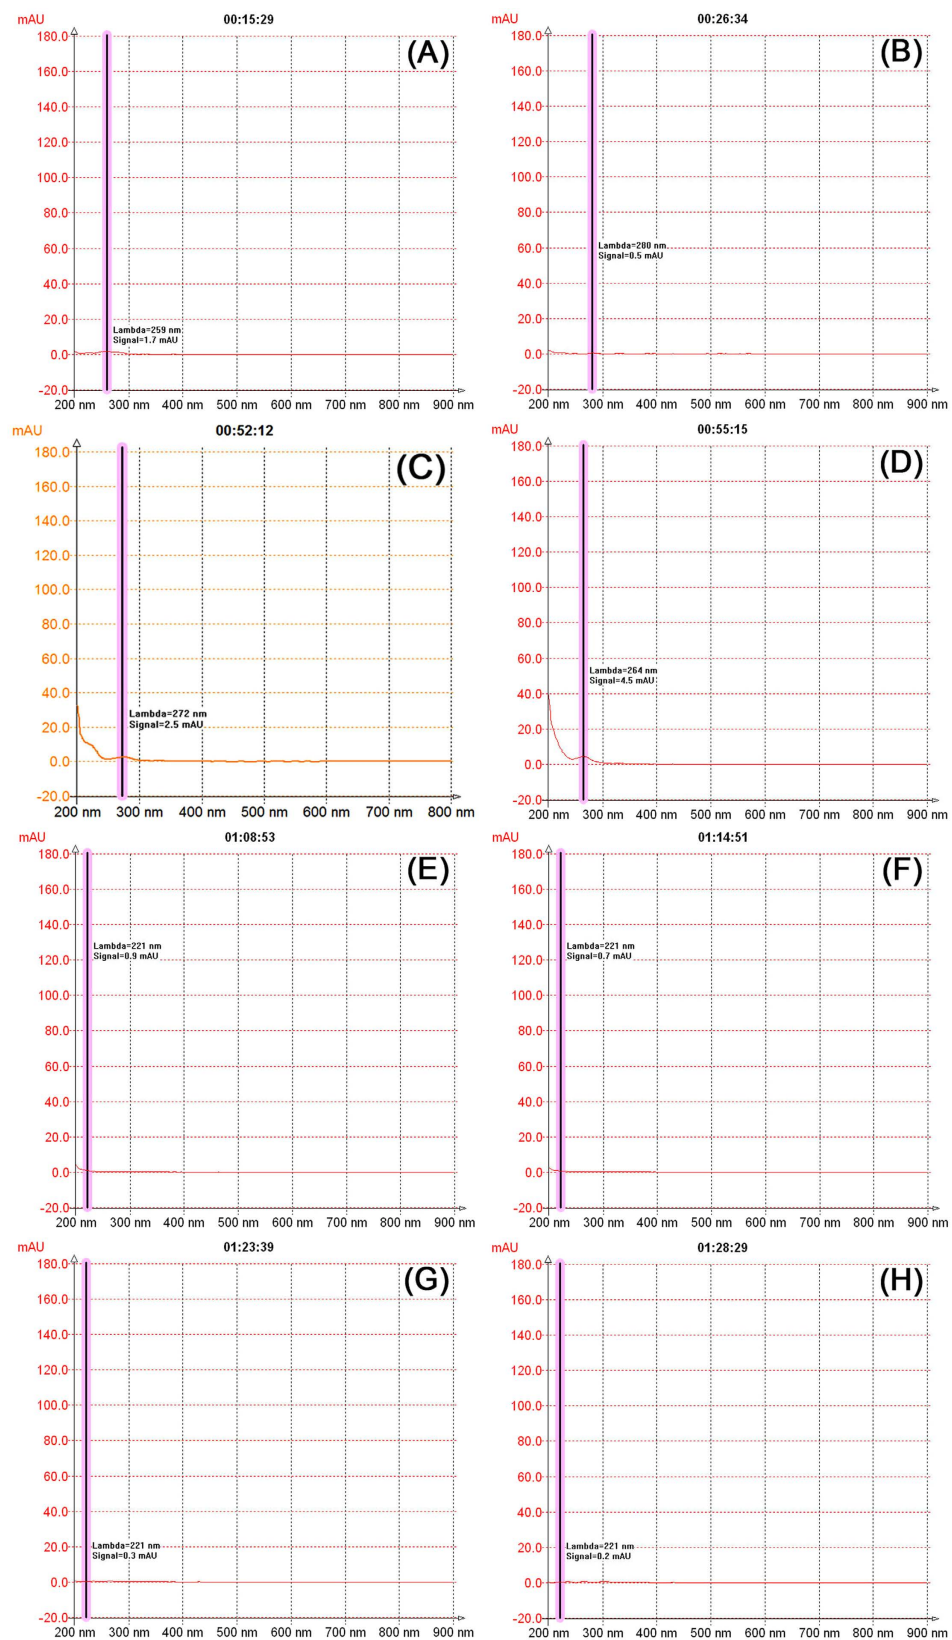 mAU 00:15:29 (A)
180.0
160.0
140.0
120.0
100.0
80.0
60.0
40.0
20.0
0.0
-20.0
Lambda=259 nm
Signal=1.7 mAU
200 nm 300 nm 400 nm 500 nm 600 nm 700 nm 800 nm 900 nm
mAU 00:26:34 (B)
180.0
160.0
140.0
120.0
100.0
80.0
60.0
40.0
20.0
0.0
-20.0
Lambda=280 nm
Signal=0.5 mAU
200 nm 300 nm 400 nm 500 nm 600 nm 700 nm 800 nm 900 nm
mAU 00:52:12 (C)
180.0
160.0
140.0
120.0
100.0
80.0
60.0
40.0
20.0
0.0
-20.0
Lambda=272 nm
Signal=2.5 mAU
200 nm 300 nm 400 nm 500 nm 600 nm 700 nm 800 nm
mAU 00:55:15 (D)
180.0
160.0
140.0
120.0
100.0
80.0
60.0
40.0
20.0
0.0
-20.0
Lambda=264 nm
Signal=4.5 mAU
200 nm 300 nm 400 nm 500 nm 600 nm 700 nm 800 nm 900 nm
mAU 01:08:53 (E)
180.0
160.0
140.0
120.0
100.0
80.0
60.0
40.0
20.0
0.0
-20.0
Lambda=221 nm
Signal=0.9 mAU
200 nm 300 nm 400 nm 500 nm 600 nm 700 nm 800 nm 900 nm
mAU 01:14:51 (F)
180.0
160.0
140.0
120.0
100.0
80.0
60.0
40.0
20.0
0.0
-20.0
Lambda=221 nm
Signal=0.7 mAU
200 nm 300 nm 400 nm 500 nm 600 nm 700 nm 800 nm 900 nm
mAU 01:23:39 (G)
180.0
160.0
140.0
120.0
100.0
80.0
60.0
40.0
20.0
0.0
-20.0
Lambda=221 nm
Signal=0.3 mAU
200 nm 300 nm 400 nm 500 nm 600 nm 700 nm 800 nm 900 nm
mAU 01:28:29 (H)
180.0
160.0
140.0
120.0
100.0
80.0
60.0
40.0
20.0
0.0
-20.0
Lambda=221 nm
Signal=0.2 mAU
200 nm 300 nm 400 nm 500 nm 600 nm 700 nm 800 nm 900 nm